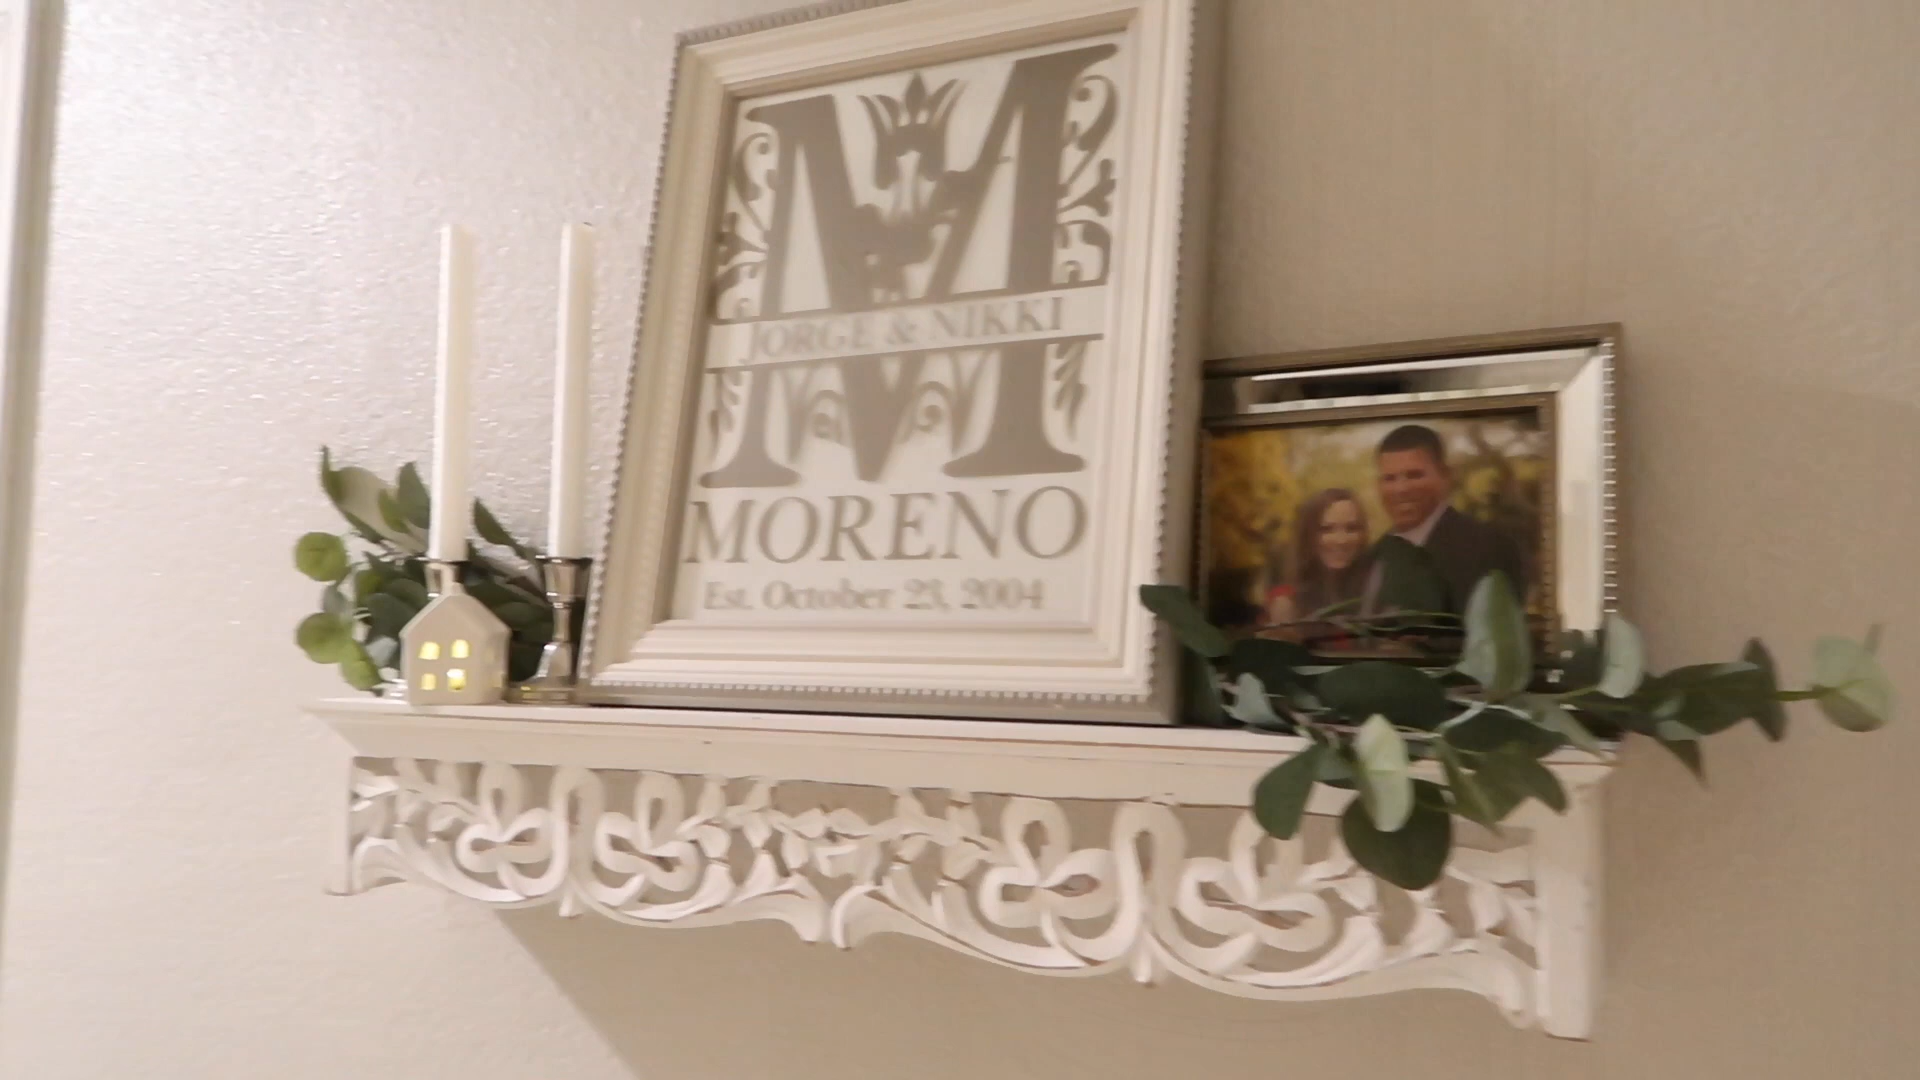 M
JORGE & NIKKI
MORENO
Est. October 23, 2004